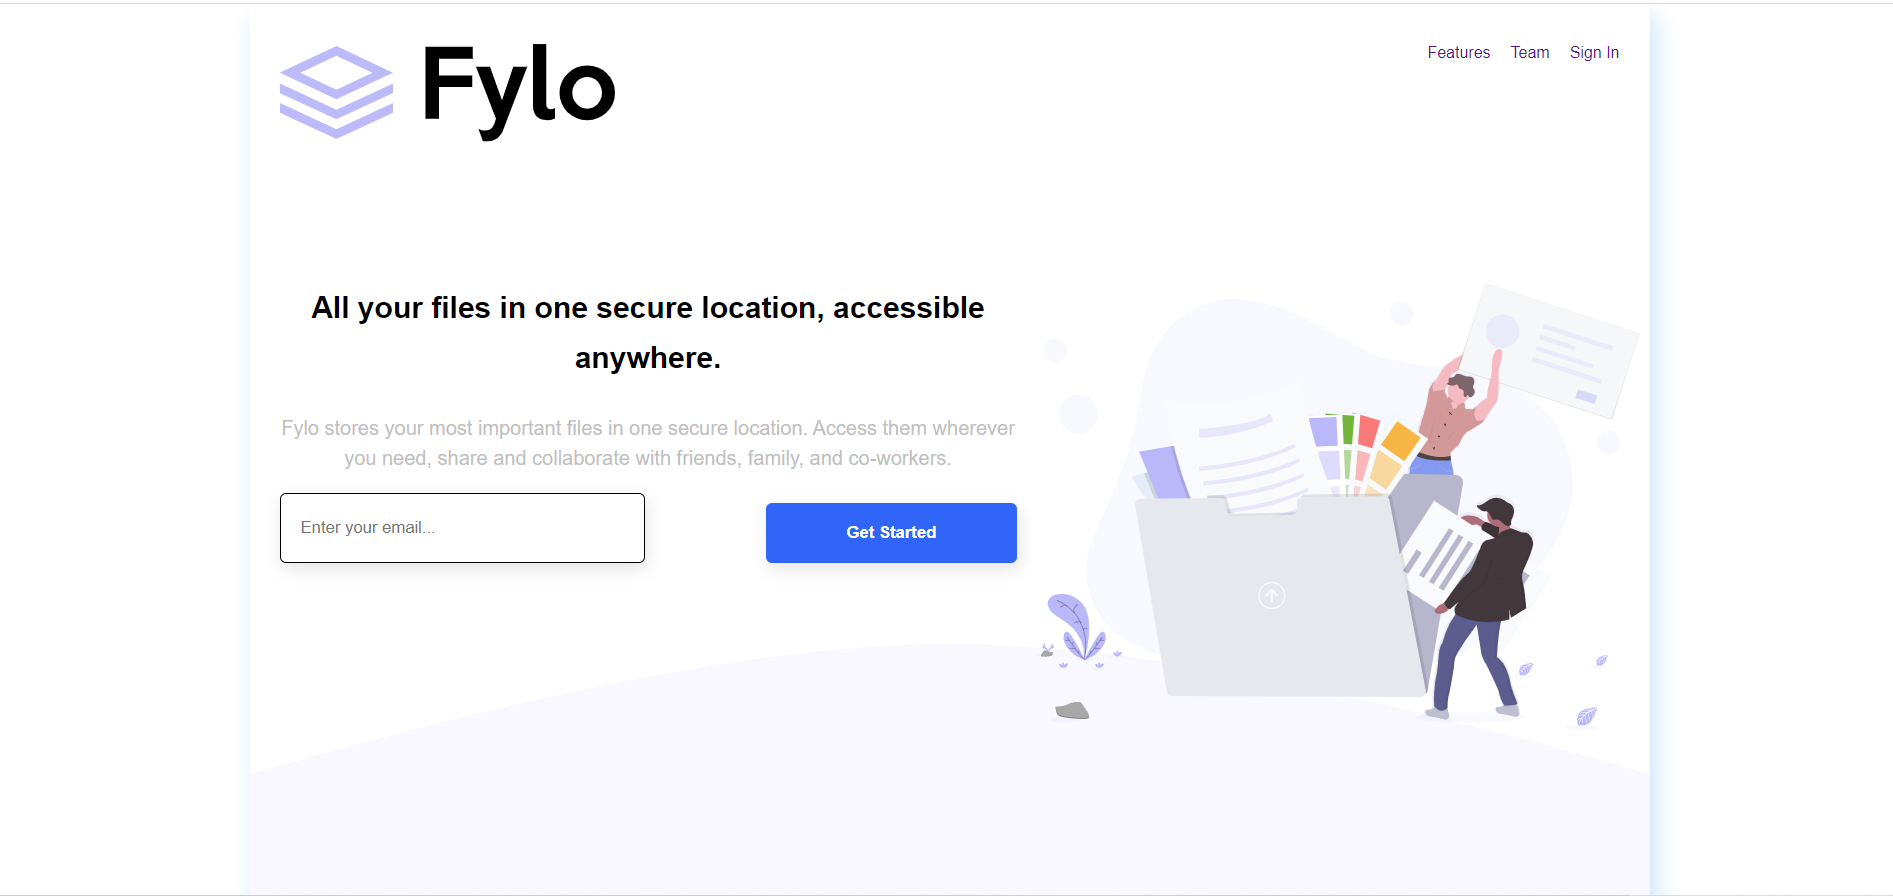 Fylo
Features Team Sign In
All your files in one secure location, accessible
anywhere.
Fylo stores your most important files in one secure location. Access them wherever
you need, share and collaborate with friends, family, and co-workers.
Enter your email...
Get Started